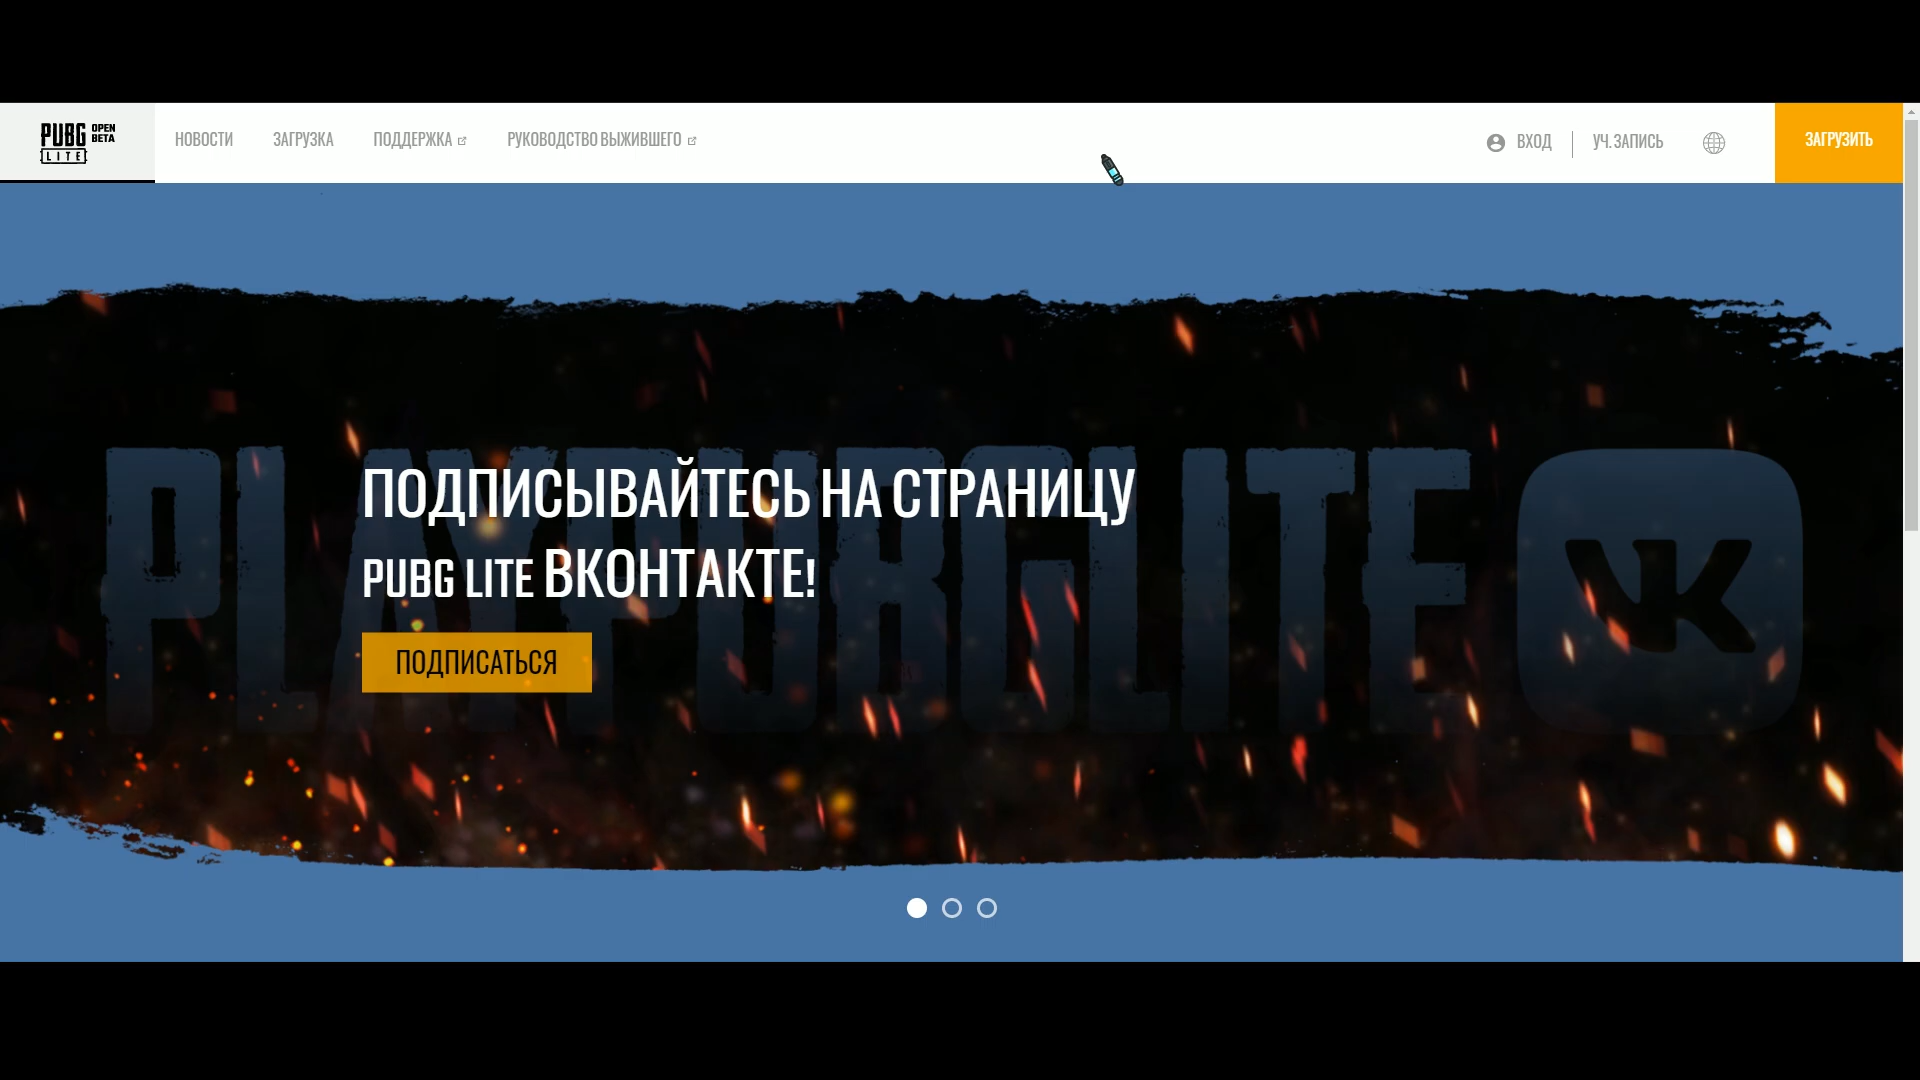 PUBG OPEN BETA
LITE
НОВОСТИ
ЗАГРУЗКА
ПОДДЕРЖКА
РУКОВОДСТВО ВЫЖИВШЕГО
ВХОД
УЧ. ЗАПИСЬ
ЗАГРУЗИТЬ
PLAYPUBGLITE
ПОДПИСЫВАЙТЕСЬ НА СТРАНИЦУ
PUBG LITE ВКОНТАКТЕ!
ПОДПИСАТЬСЯ